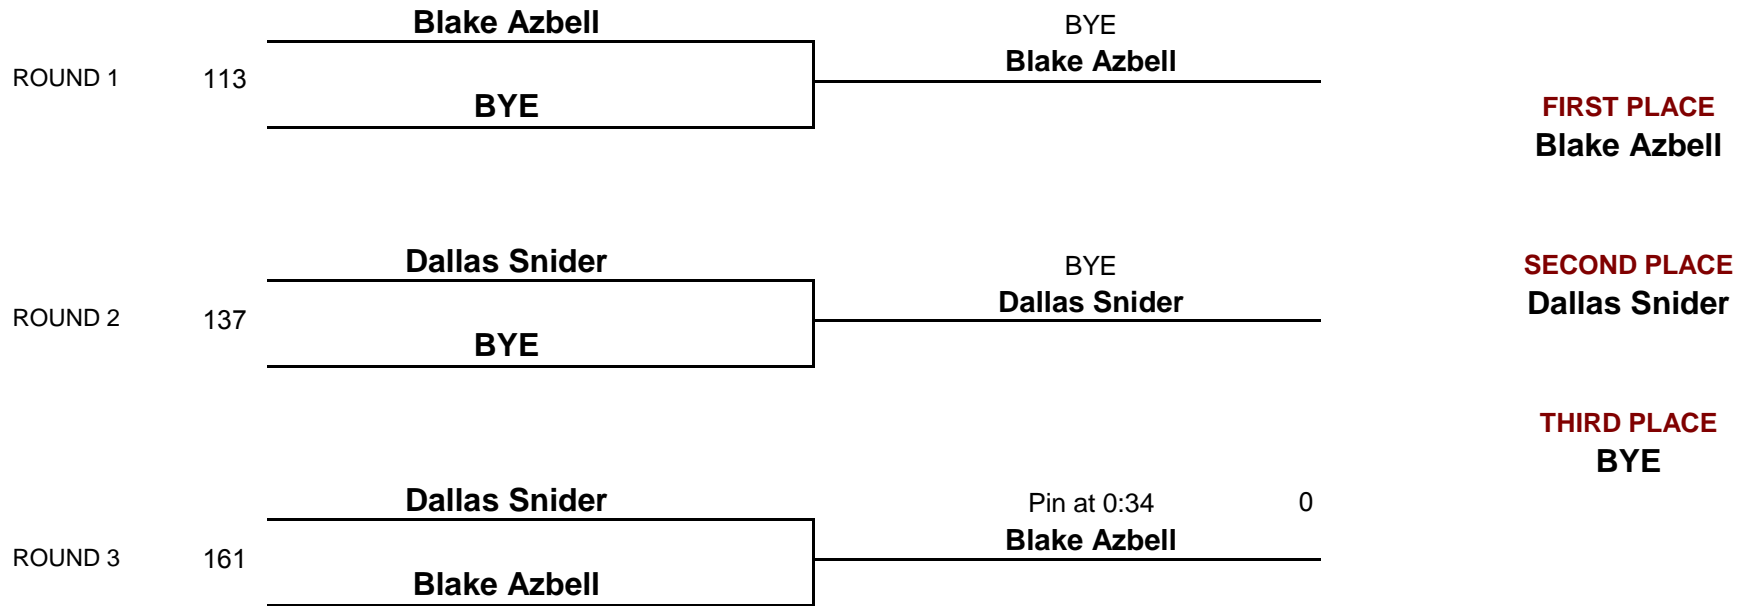 Blake Azbell
BYE
ROUND 1
113
Blake Azbell
BYE
FIRST PLACE
Blake Azbell
Dallas Snider
BYE
SECOND PLACE
ROUND 2
137
Dallas Snider
Dallas Snider
BYE
THIRD PLACE
BYE
Dallas Snider
Pin at 0:34
0
ROUND 3
161
Blake Azbell
Blake Azbell